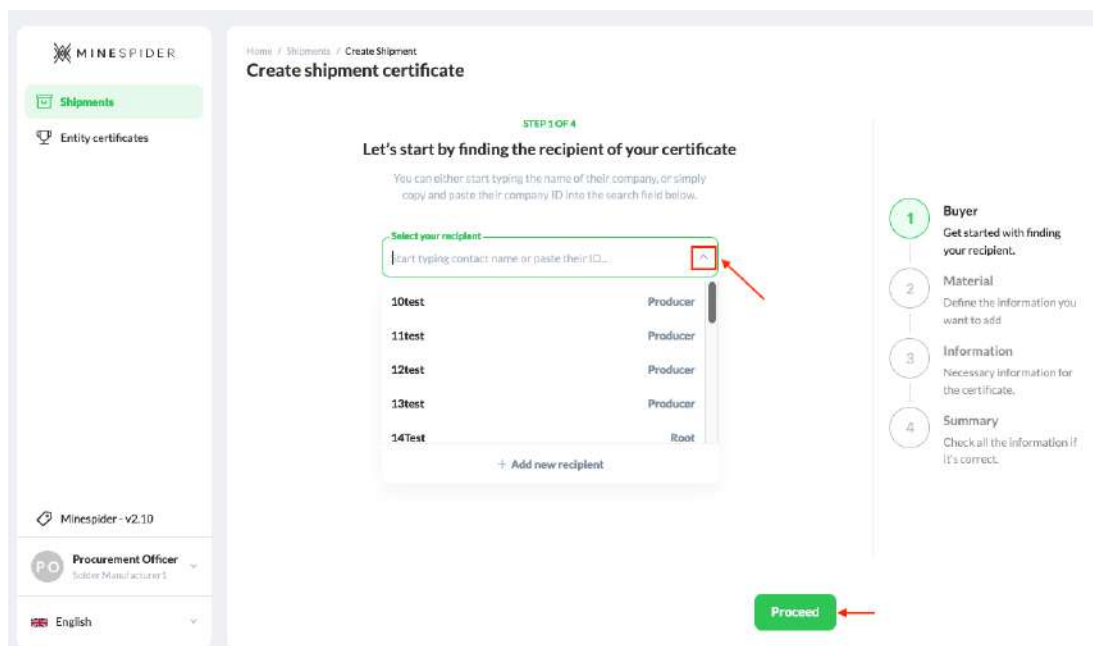 MINESPIDER
Shipments
Entity certificates
Minespider - v2.10
PO
Procurement Officer
Solder Manufacturer 1
English
Home / Shipments / Create Shipment
Create shipment certificate
STEP 1 OF 4
Let's start by finding the recipient of your certificate
You can either start typing the name of their company, or simply
copy and paste their company ID into the search field below.
Select your recipient
Start typing contact name or paste their ID...
10test Producer
11test Producer
12test Producer
13test Producer
14Test Root
+ Add new recipient
Proceed
1
Buyer
Get started with finding
your recipient.
2
Material
Define the information you
want to add
3
Information
Necessary information for
the certificate.
4
Summary
Check all the information if
it's correct.